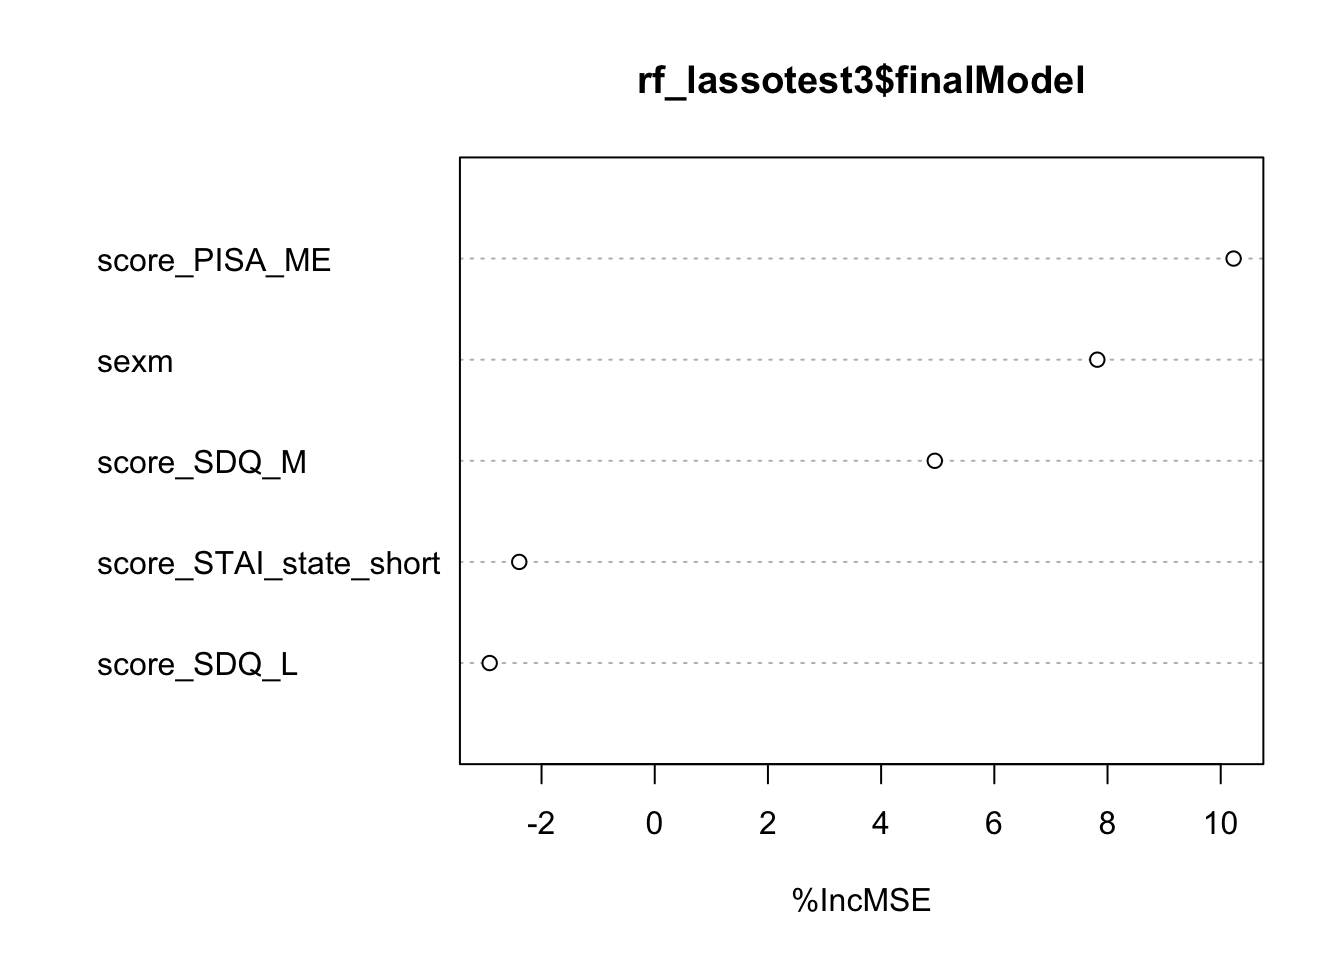 rf_lassotest3$finalModel
score_PISA_ME
sexm
score_SDQ_M
score_STAI_state_short
score_SDQ_L
-2 0 2 4 6 8 10
%IncMSE